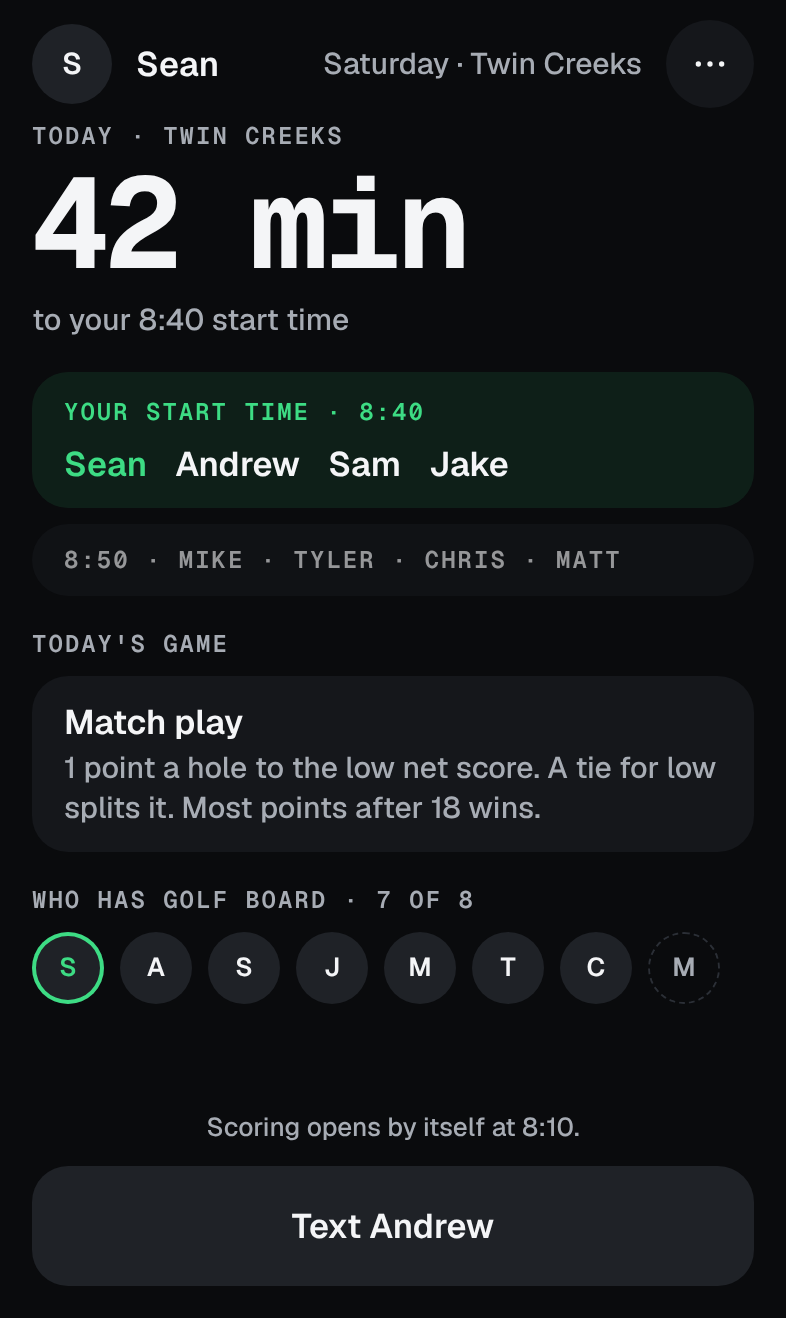 S Sean Saturday · Twin Creeks ...
TODAY · TWIN CREEKS
42 min
to your 8:40 start time
YOUR START TIME · 8:40
Sean Andrew Sam Jake
8:50 · MIKE · TYLER · CHRIS · MATT
TODAY'S GAME
Match play
1 point a hole to the low net score. A tie for low
splits it. Most points after 18 wins.
WHO HAS GOLF BOARD · 7 OF 8
S A S J M T C M
Scoring opens by itself at 8:10.
Text Andrew